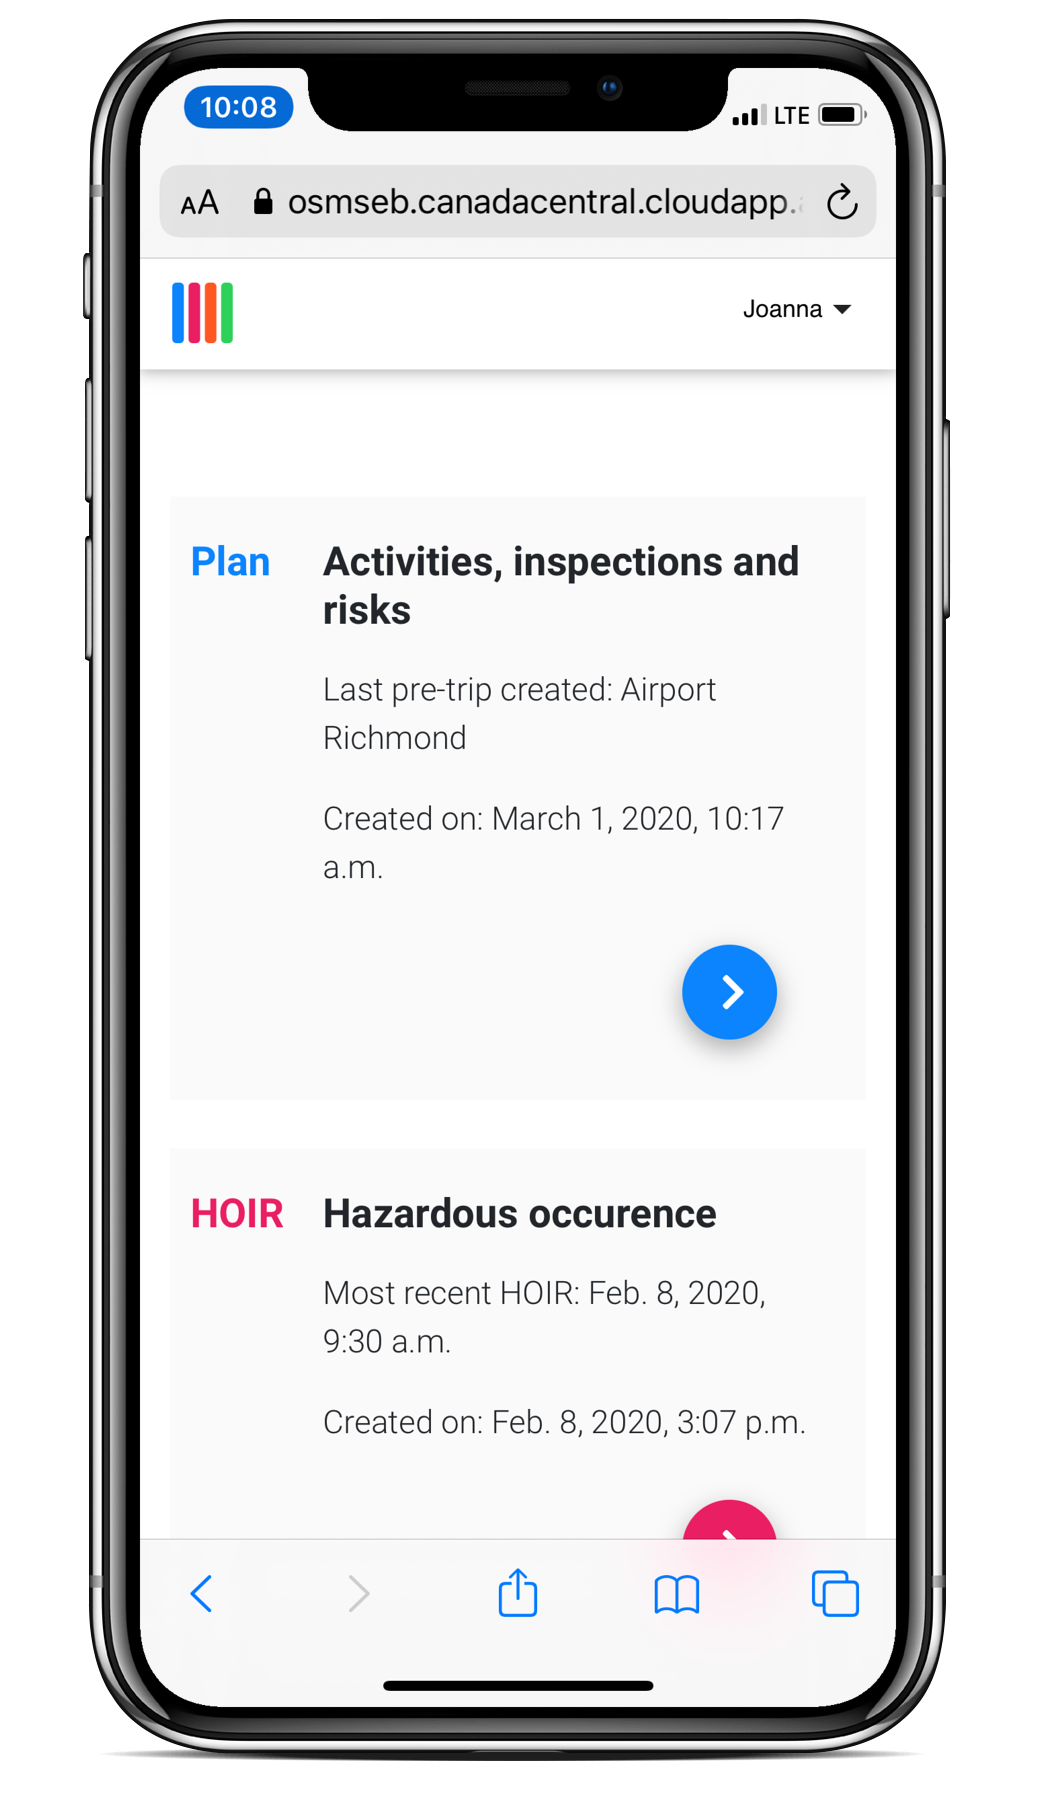 10:08
LTE
AA osmseb.canadacentral.cloudapp.
Joanna
Plan
Activities, inspections and
risks
Last pre-trip created: Airport
Richmond
Created on: March 1, 2020, 10:17
a.m.
HOIR
Hazardous occurence
Most recent HOIR: Feb. 8, 2020,
9:30 a.m.
Created on: Feb. 8, 2020, 3:07 p.m.